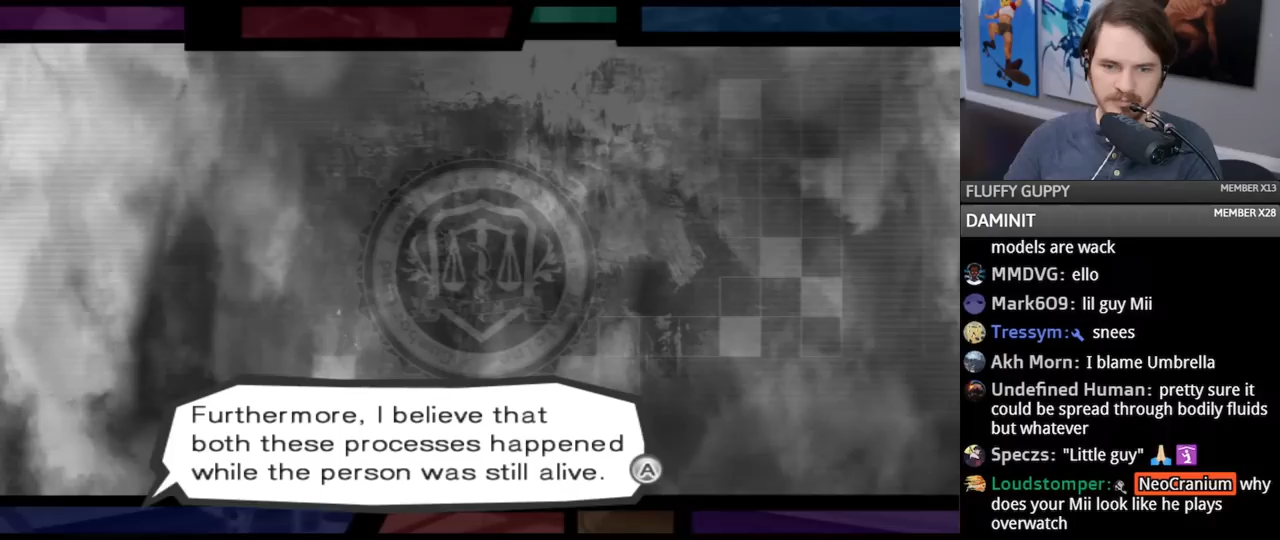 Furthermore, I believe that
both these processes happened
while the person was still alive.
A
FLUFFY GUPPY
MEMBER X13
DAMINIT
MEMBER X28
models are wack
MMDVG: ello
Mark609: lil guy Mii
Tressym: snees
Akh Morn: I blame Umbrella
Undefined Human: pretty sure it
could be spread through bodily fluids
but whatever
Speczs: "Little guy" 🙏 🛐
Loudstomper: NeoCranium why
does your Mii look like he plays
overwatch